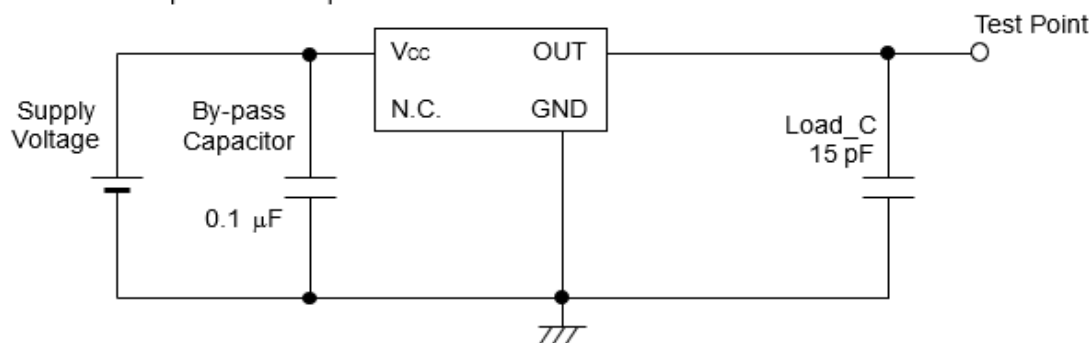 Test Point
Vcc OUT
N.C. GND
Supply
Voltage
By-pass
Capacitor
0.1 μF
Load_C
15 pF